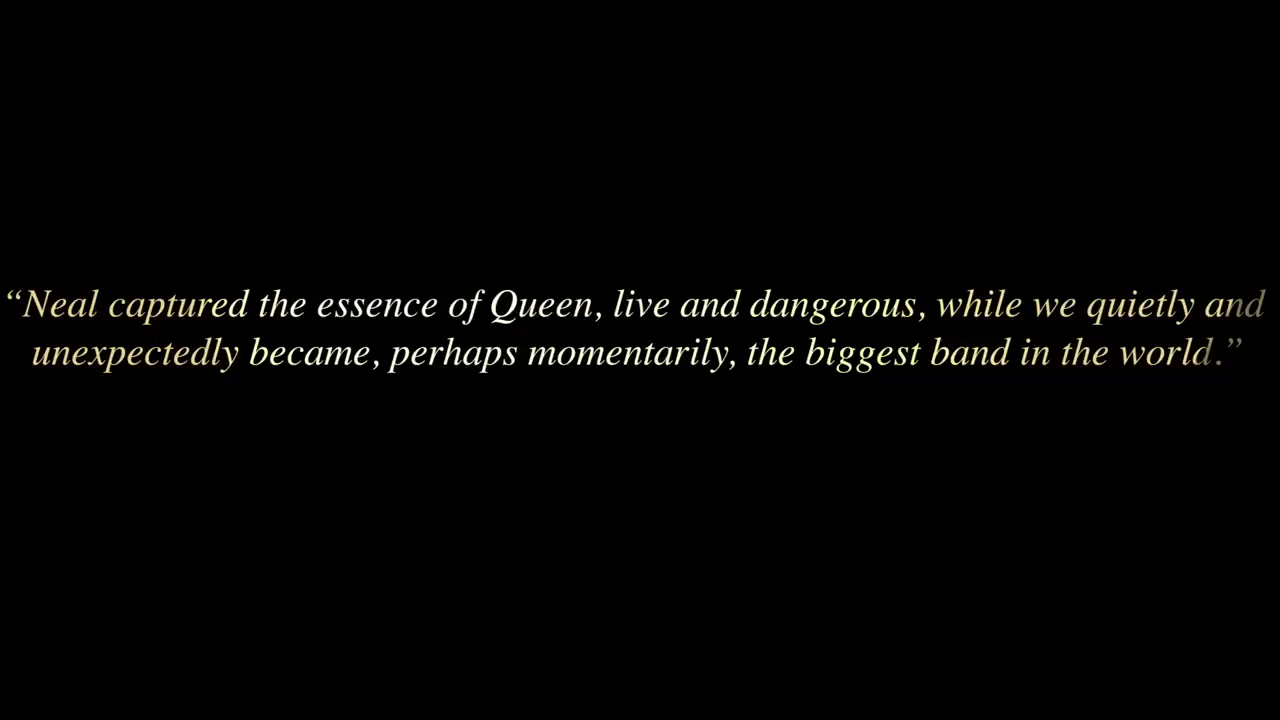 “Neal captured the essence of Queen, live and dangerous, while we quietly and
unexpectedly became, perhaps momentarily, the biggest band in the world.”